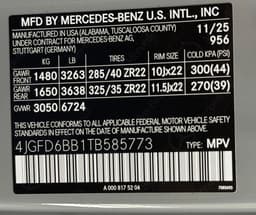 MFD BY MERCEDES-BENZ U.S. INTL., INC
MANUFACTURED IN USA (ALABAMA, TUSCALOOSA COUNTY) 11/25
UNDER CONTRACT FOR MERCEDES-BENZ AG, 956
STUTTGART (GERMANY)
KG LB TIRES RIM SIZE COLD KPA(PSI)
GAWR FRONT 1480 3263 285/40 ZR22 10Jx22 300(44)
GAWR REAR 1650 3638 325/35 ZR22 11.5Jx22 270(39)
GVWR 3050 6724
THIS VEHICLE CONFORMS TO ALL APPLICABLE FEDERAL MOTOR VEHICLE SAFETY
STANDARDS IN EFFECT ON THE DATE OF MANUFACTURE SHOWN ABOVE.
4JGFD6BB1TB585773 TYPE: MPV
A 000 817 52 04